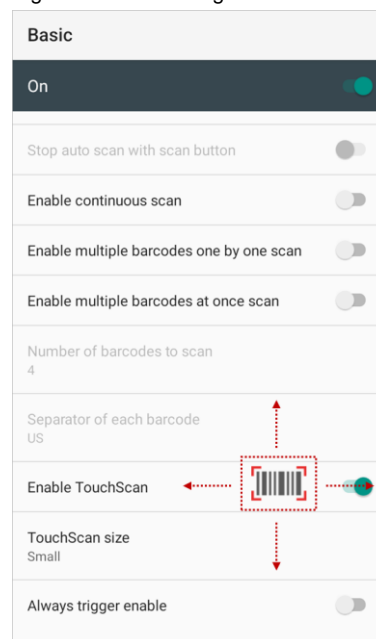 Basic
On
Stop auto scan with scan button
Enable continuous scan
Enable multiple barcodes one by one scan
Enable multiple barcodes at once scan
Number of barcodes to scan
4
Separator of each barcode
US
Enable TouchScan
TouchScan size
Small
Always trigger enable